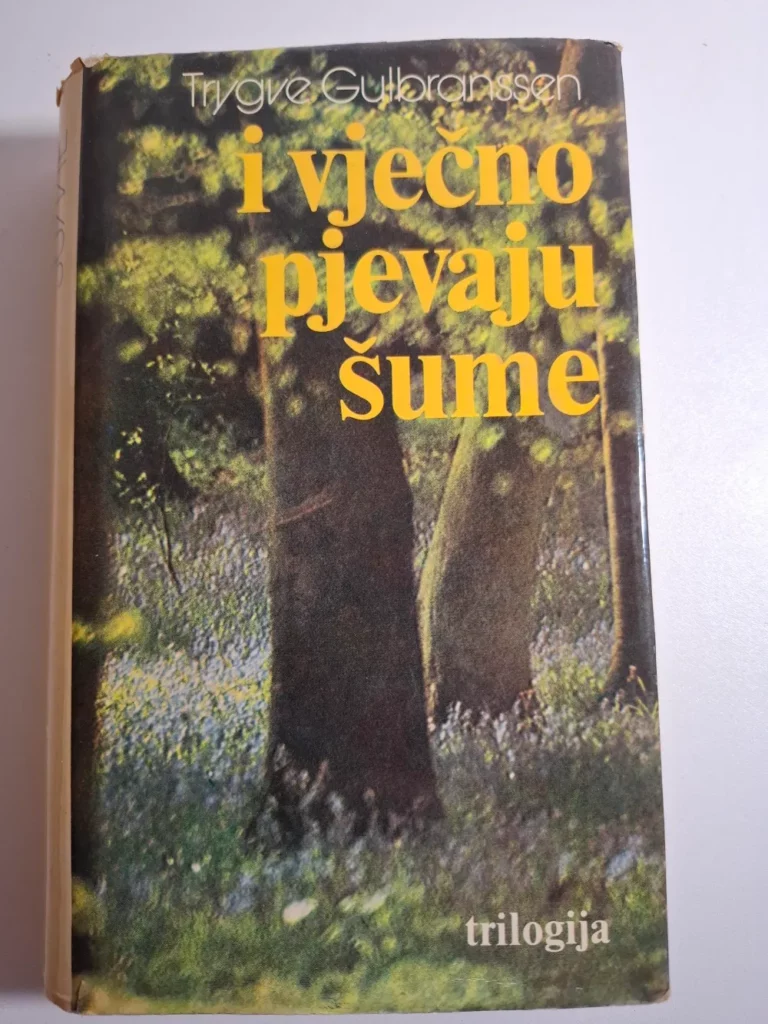 Trygve Gulbranssen
i vječno
pjevaju
šume
trilogija